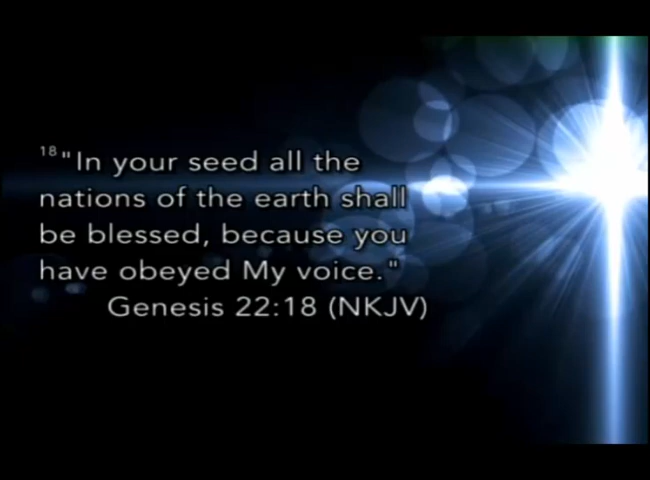 18"In your seed all the
nations of the earth shall
be blessed, because you
have obeyed My voice."
Genesis 22:18 (NKJV)